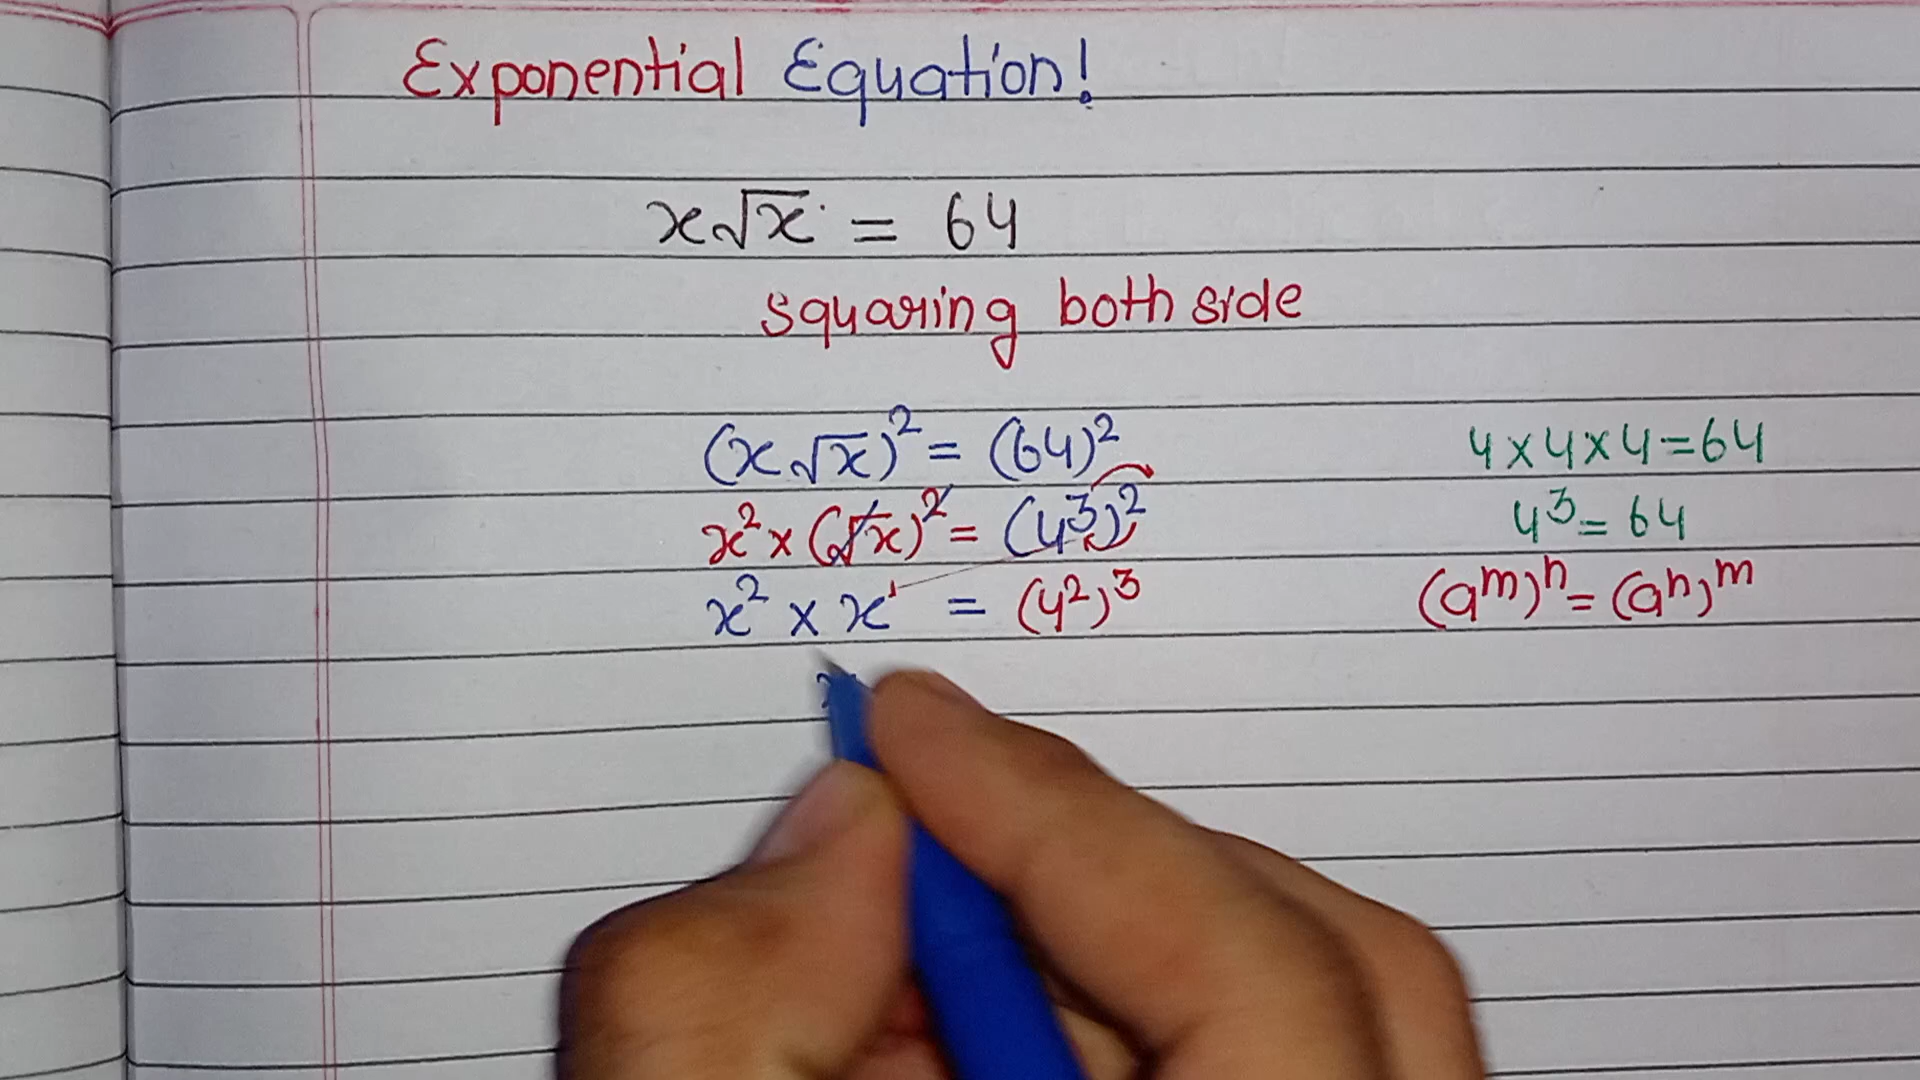 Exponential Equation!
x√x = 64
squaring both side
(x√x)² = (64)²
4×4×4=64
x² × (√x)² = (4³)²
4³ = 64
x² × x¹ = (4²)³
(aᵐ)ⁿ = (aⁿ)ᵐ